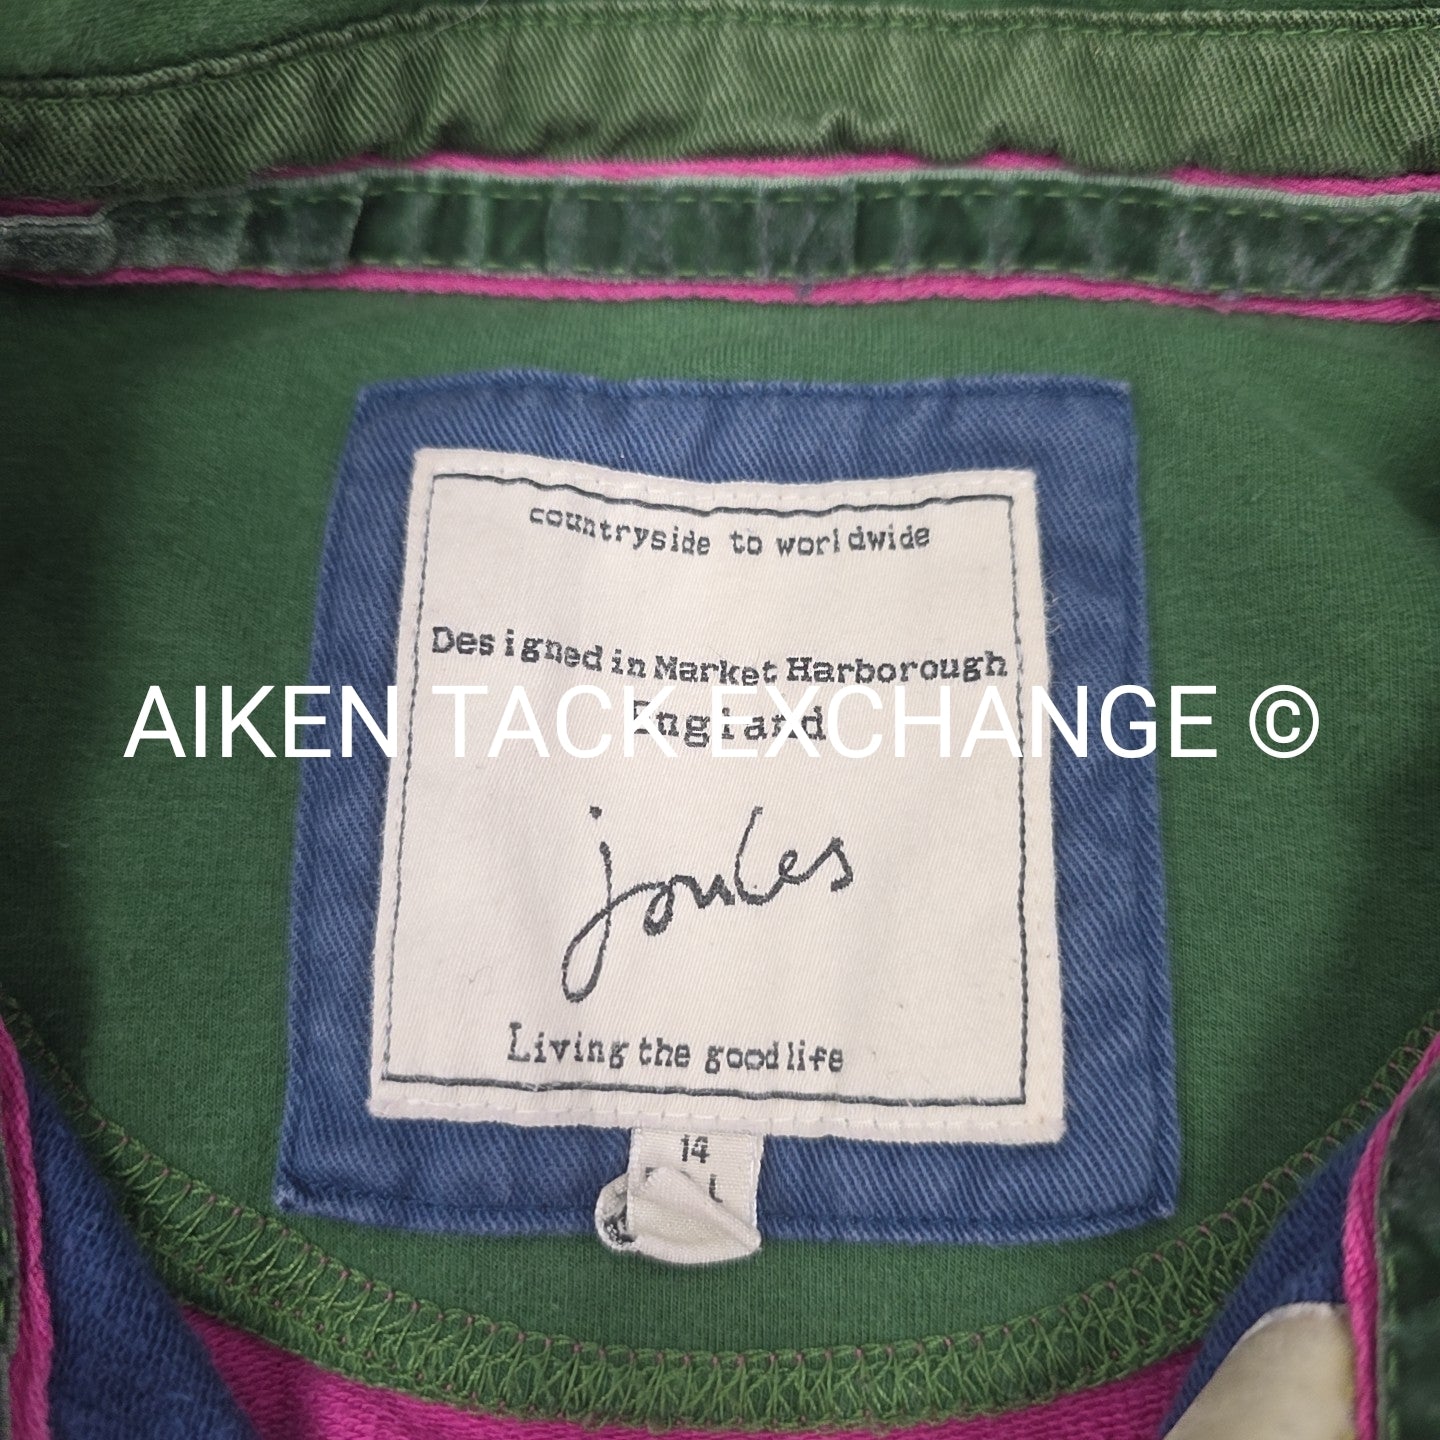 countryside to worldwide
Designed in Market Harborough
England
AIKEN TACK EXCHANGE ©
joules
Living the good life
14
L